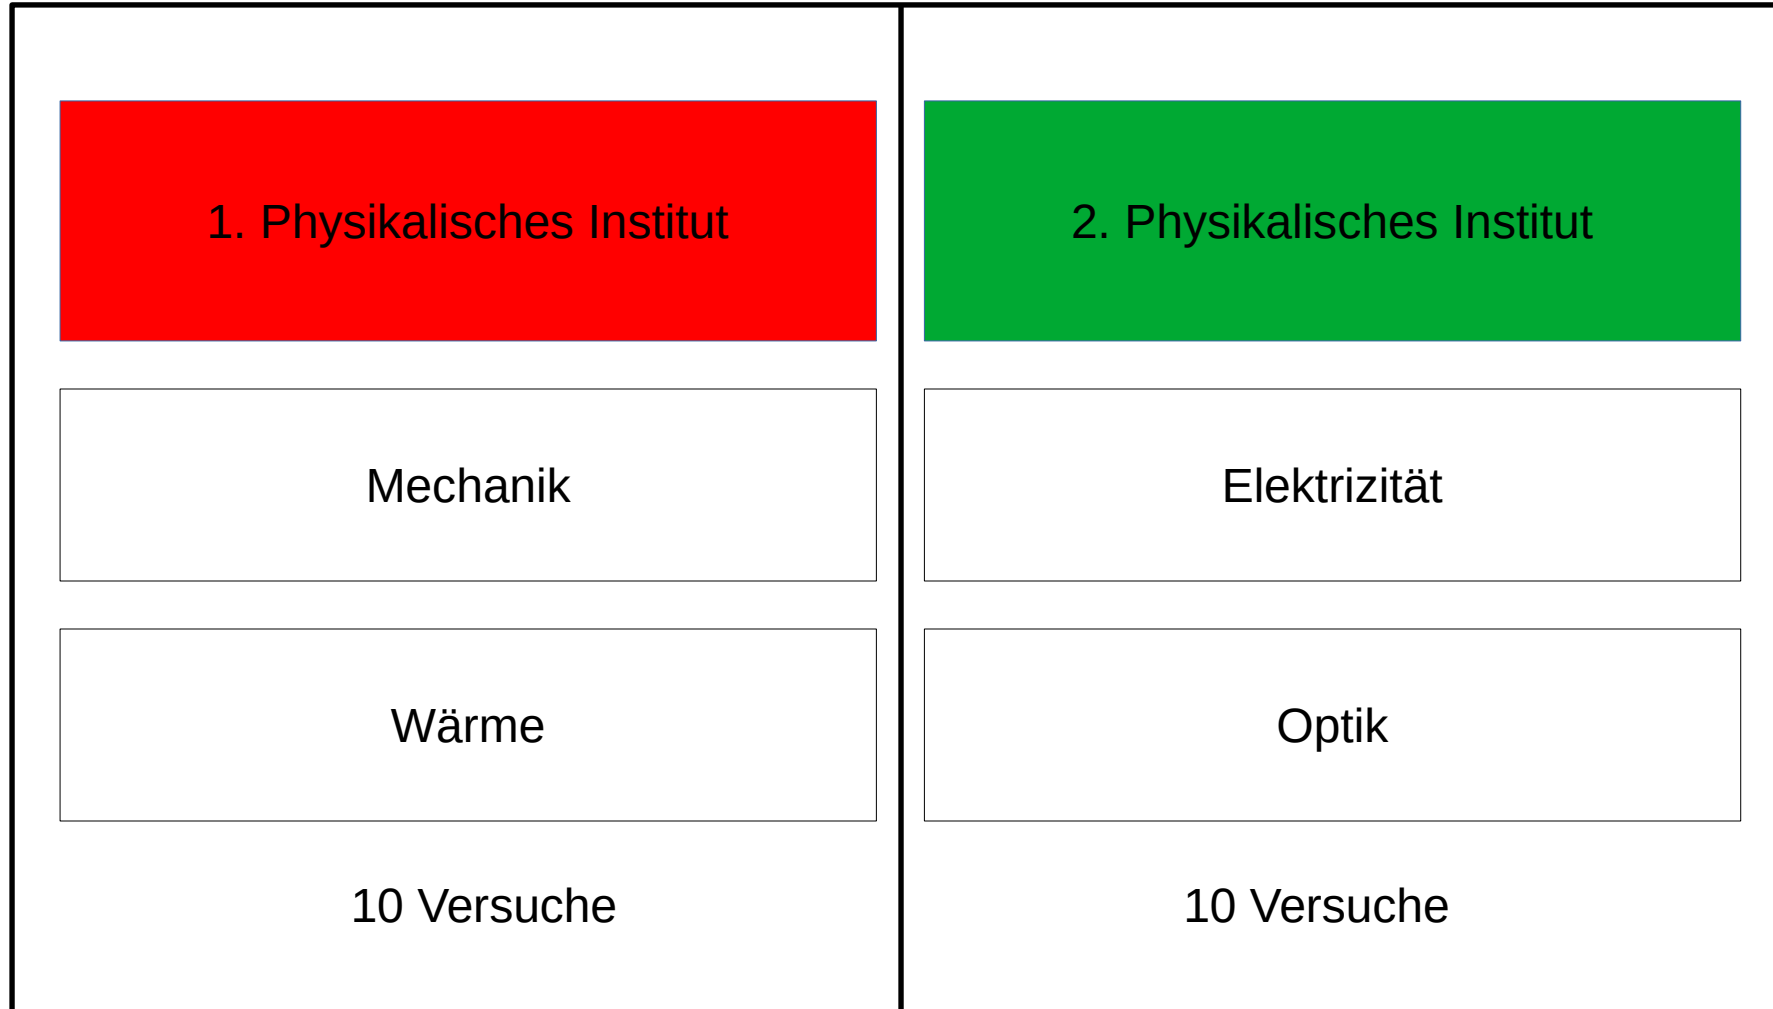 1. Physikalisches Institut
Mechanik
Wärme
10 Versuche
2. Physikalisches Institut
Elektrizität
Optik
10 Versuche